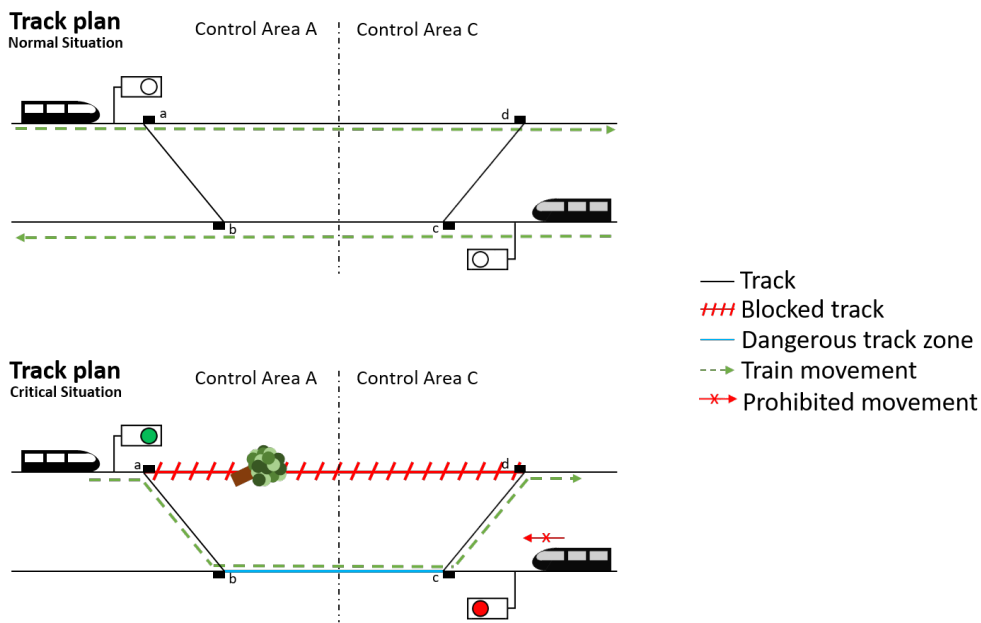 Track plan
Normal Situation
Control Area A
Control Area C
a
d
b
c
Track
Blocked track
Dangerous track zone
Train movement
Prohibited movement
Track plan
Critical Situation
Control Area A
Control Area C
a
d
b
c